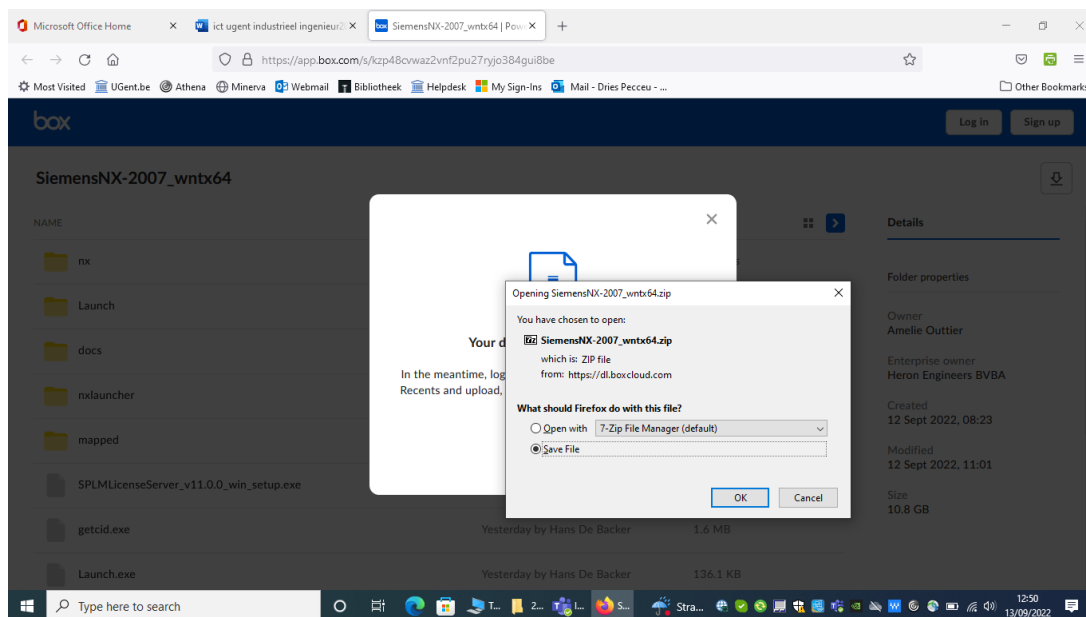 Microsoft Office Home
ict ugent industrieel ingenieur2
SiemensNX-2007_wntx64 | Pow
https://app.box.com/s/kzp48cvwaz2vnf2pu27ryjo384gui8be
Most Visited UGent.be Athena Minerva Webmail Bibliotheek Helpdesk My Sign-Ins Mail - Dries Pecceu - ... Other Bookmarks
box
Log in Sign up
SiemensNX-2007_wntx64
NAME
Details
nx
Launch
docs
nxlauncher
mapped
SPLMLicenseServer_v11.0.0_win_setup.exe
getcid.exe Yesterday by Hans De Backer 1.6 MB
Launch.exe Yesterday by Hans De Backer 136.1 KB
Folder properties
Owner
Amelie Outtier
Enterprise owner
Heron Engineers BVBA
Created
12 Sept 2022, 08:23
Modified
12 Sept 2022, 11:01
Size
10.8 GB
Your d
In the meantime, log
Recents and upload,
Opening SiemensNX-2007_wntx64.zip
You have chosen to open:
SiemensNX-2007_wntx64.zip
which is: ZIP file
from: https://dl.boxcloud.com
What should Firefox do with this file?
Open with 7-Zip File Manager (default)
Save File
OK Cancel
Type here to search
T... 2... L... S... Stra...
12:50
13/09/2022